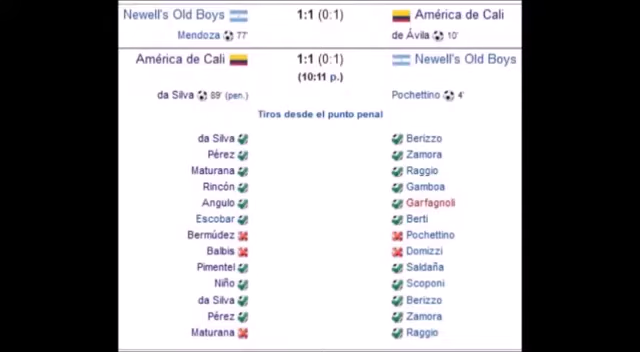 Newell's Old Boys 1:1 (0:1) América de Cali
Mendoza 77' de Ávila 10'
América de Cali 1:1 (0:1) Newell's Old Boys
(10:11 p.)
da Silva 89' (pen.) Pochettino 4'
Tiros desde el punto penal
da Silva Berizzo
Pérez Zamora
Maturana Raggio
Rincón Gamboa
Angulo Garfagnoli
Escobar Berti
Bermúdez Pochettino
Balbis Domizzi
Pimentel Saldaña
Niño Scoponi
da Silva Berizzo
Pérez Zamora
Maturana Raggio